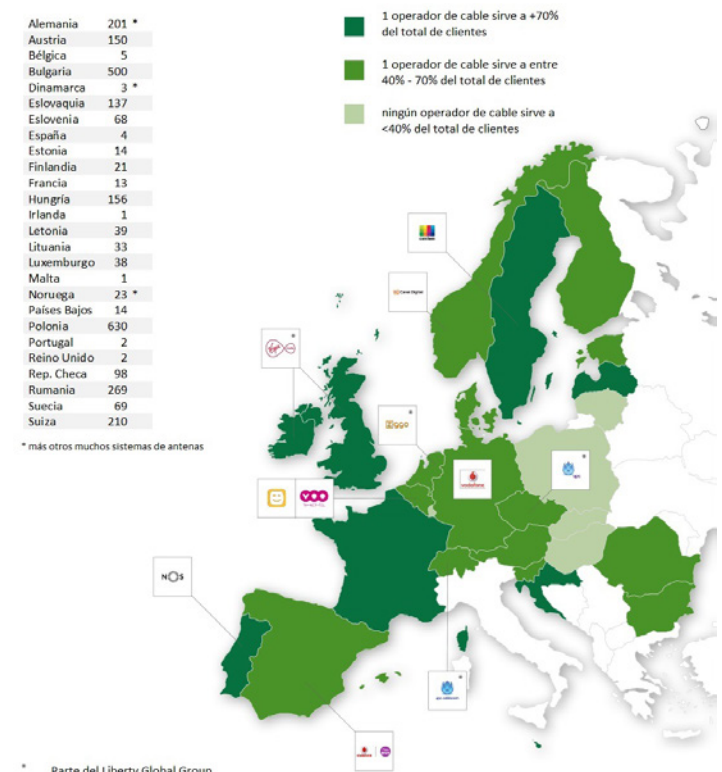 Alemania 201 *
Austria 150
Bélgica 5
Bulgaria 500
Dinamarca 3 *
Eslovaquia 137
Eslovenia 68
España 4
Estonia 14
Finlandia 21
Francia 13
Hungría 156
Irlanda 1
Letonia 39
Lituania 33
Luxemburgo 38
Malta 1
Noruega 23 *
Países Bajos 14
Polonia 630
Portugal 2
Reino Unido 2
Rep. Checa 98
Rumania 269
Suecia 69
Suiza 210
* más otros muchos sistemas de antenas
1 operador de cable sirve a +70%
del total de clientes
1 operador de cable sirve a entre
40% - 70% del total de clientes
ningún operador de cable sirve a
<40% del total de clientes
Canal Digital
Ziggo
vodafone
upc
VOO
NOS
* Parte del Liberty Global Group